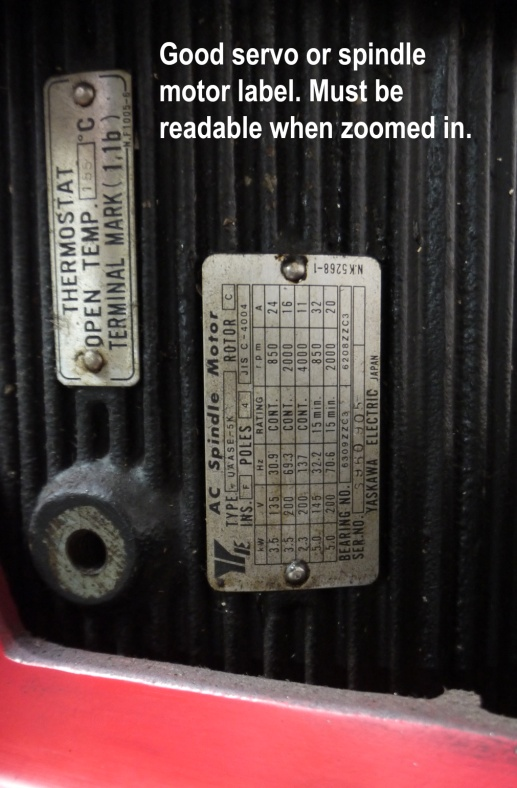 Good servo or spindle
motor label. Must be
readable when zoomed in.
THERMOSTAT
OPEN TEMP. °C
TERMINAL MARK (1,1b)
AC Spindle Motor
TYPE UAASE-5K ROTOR C
INS. F POLES 4 JIS C-4004
kW V Hz RATING rpm A
3.5 135 30.9 CONT. 850 24
3.5 200 69.3 CONT. 2000 16
2.3 200 137 CONT. 4000 11
5.0 145 32.2 15 min. 850 32
5.0 200 70.6 15 min. 2000 20
BEARING NO. 6309ZZC3 6208ZZC3
SER.NO.
YASKAWA ELECTRIC JAPAN
N.K5268-1